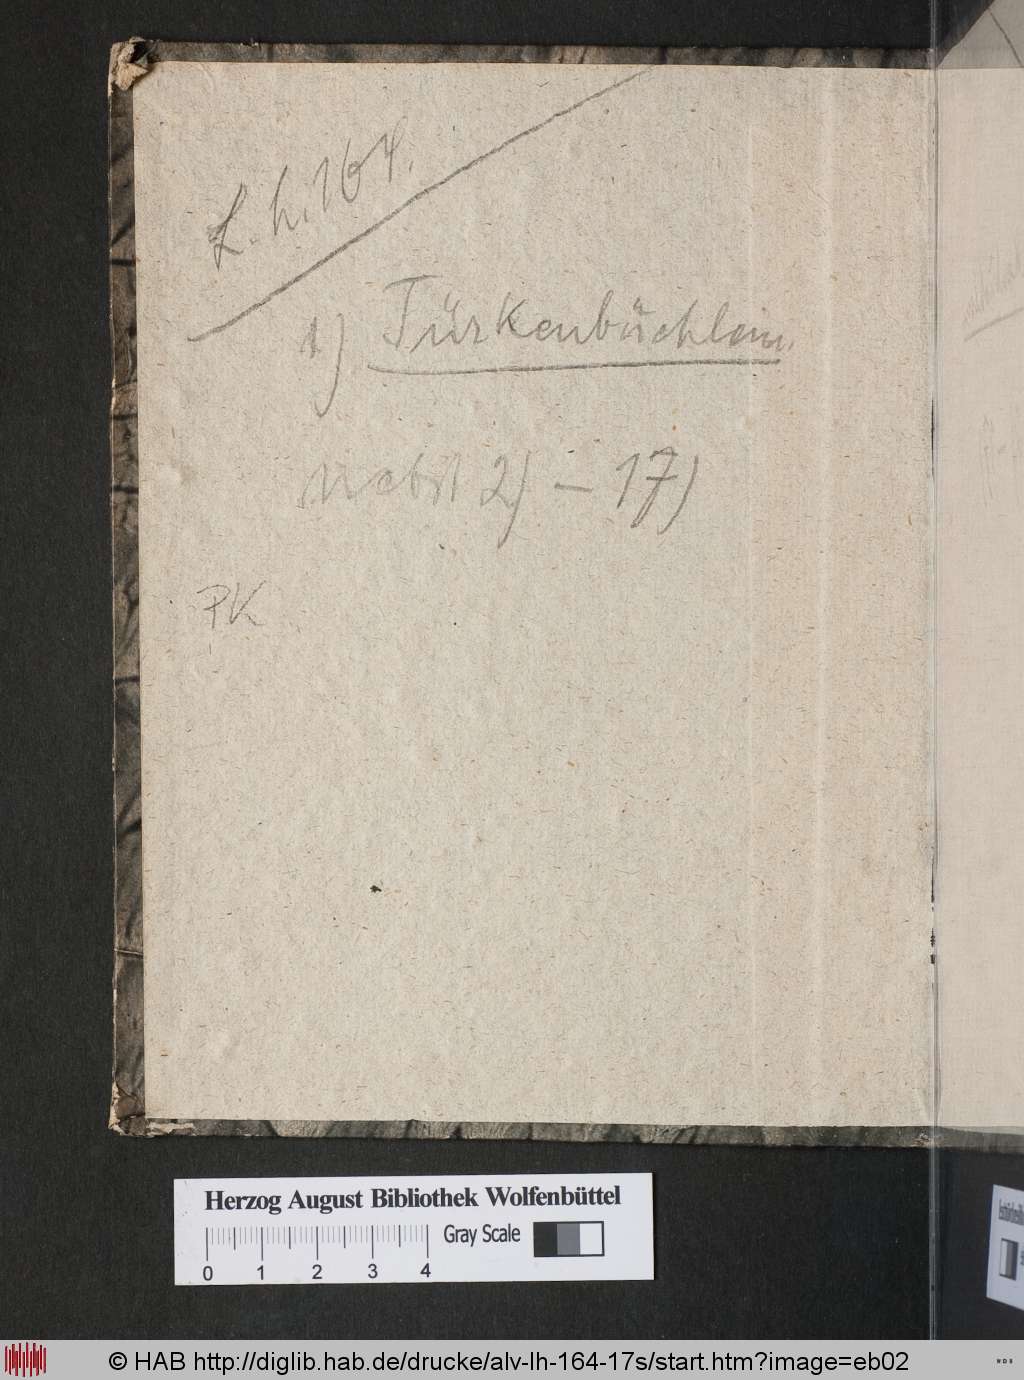 L. h. 164.
1) Türkenbüchlein.
nebst 2) – 17)
PK
Herzog August Bibliothek Wolfenbüttel
Gray Scale
0 1 2 3 4
© HAB http://diglib.hab.de/drucke/alv-lh-164-17s/start.htm?image=eb02